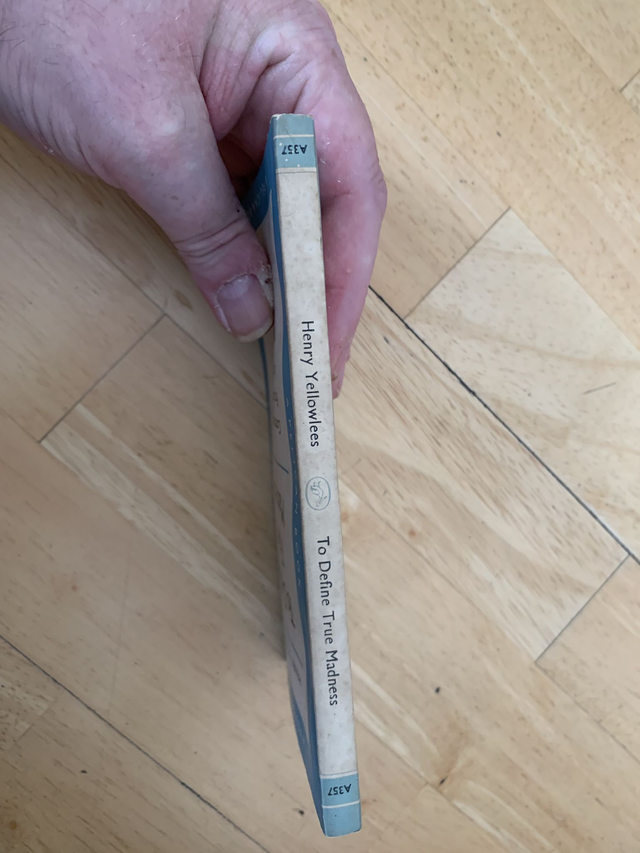 A357
Henry Yellowlees
To Define True Madness
A357